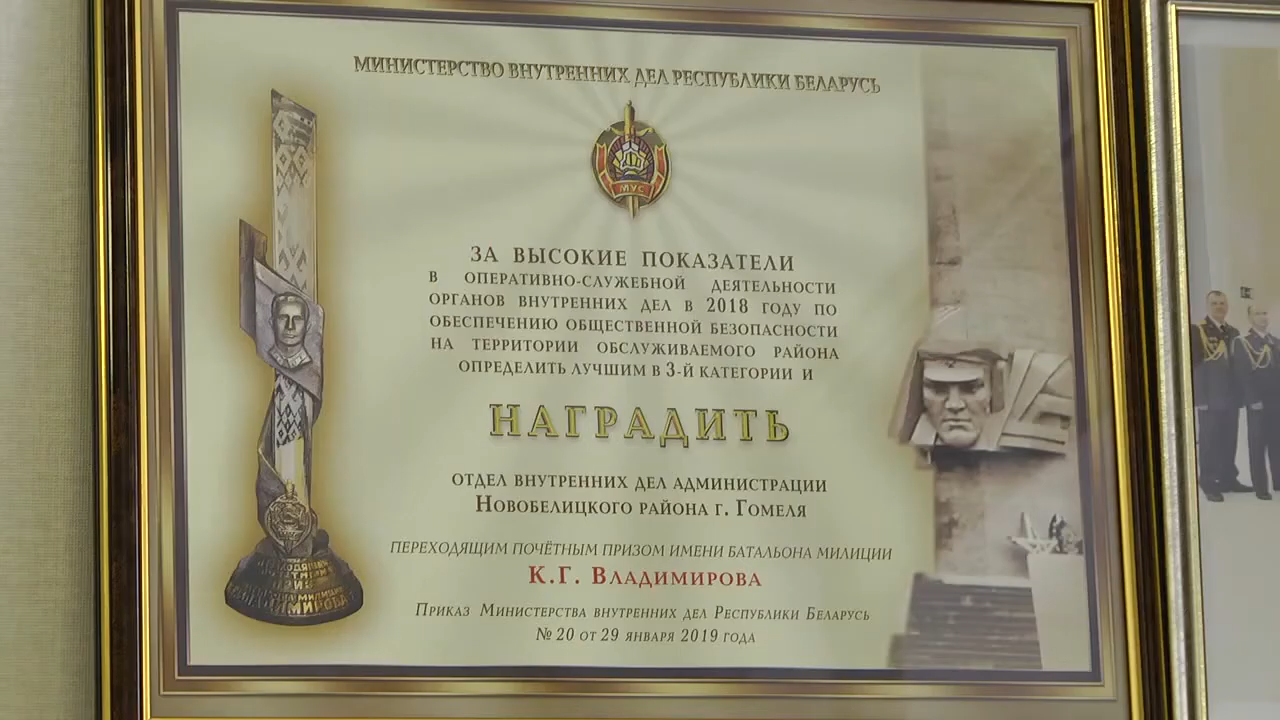 МИНИСТЕРСТВО ВНУТРЕННИХ ДЕЛ РЕСПУБЛИКИ БЕЛАРУСЬ
МУС
ЗА ВЫСОКИЕ ПОКАЗАТЕЛИ
В ОПЕРАТИВНО-СЛУЖЕБНОЙ ДЕЯТЕЛЬНОСТИ
ОРГАНОВ ВНУТРЕННИХ ДЕЛ В 2018 ГОДУ ПО
ОБЕСПЕЧЕНИЮ ОБЩЕСТВЕННОЙ БЕЗОПАСНОСТИ
НА ТЕРРИТОРИИ ОБСЛУЖИВАЕМОГО РАЙОНА
ОПРЕДЕЛИТЬ ЛУЧШИМ В 3-Й КАТЕГОРИИ И
НАГРАДИТЬ
ОТДЕЛ ВНУТРЕННИХ ДЕЛ АДМИНИСТРАЦИИ
НОВОБЕЛИЦКОГО РАЙОНА Г. ГОМЕЛЯ
ПЕРЕХОДЯЩИМ ПОЧЁТНЫМ ПРИЗОМ ИМЕНИ БАТАЛЬОНА МИЛИЦИИ
К.Г. ВЛАДИМИРОВА
ПРИКАЗ МИНИСТЕРСТВА ВНУТРЕННИХ ДЕЛ РЕСПУБЛИКИ БЕЛАРУСЬ
№ 20 ОТ 29 ЯНВАРЯ 2019 ГОДА